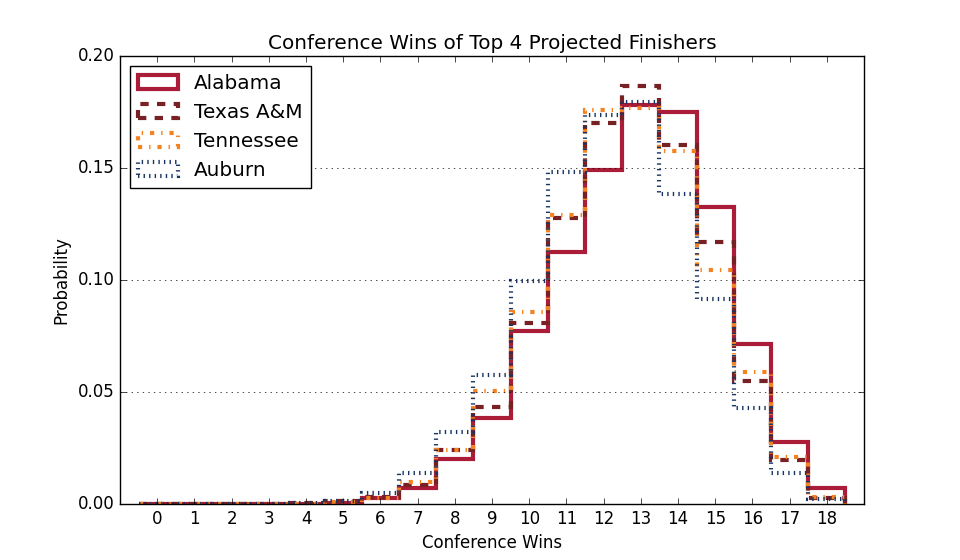 Conference Wins of Top 4 Projected Finishers
0.20
0.15
0.10
0.05
0.00
Probability
Alabama
Texas A&M
Tennessee
Auburn
0 1 2 3 4 5 6 7 8 9 10 11 12 13 14 15 16 17 18
Conference Wins